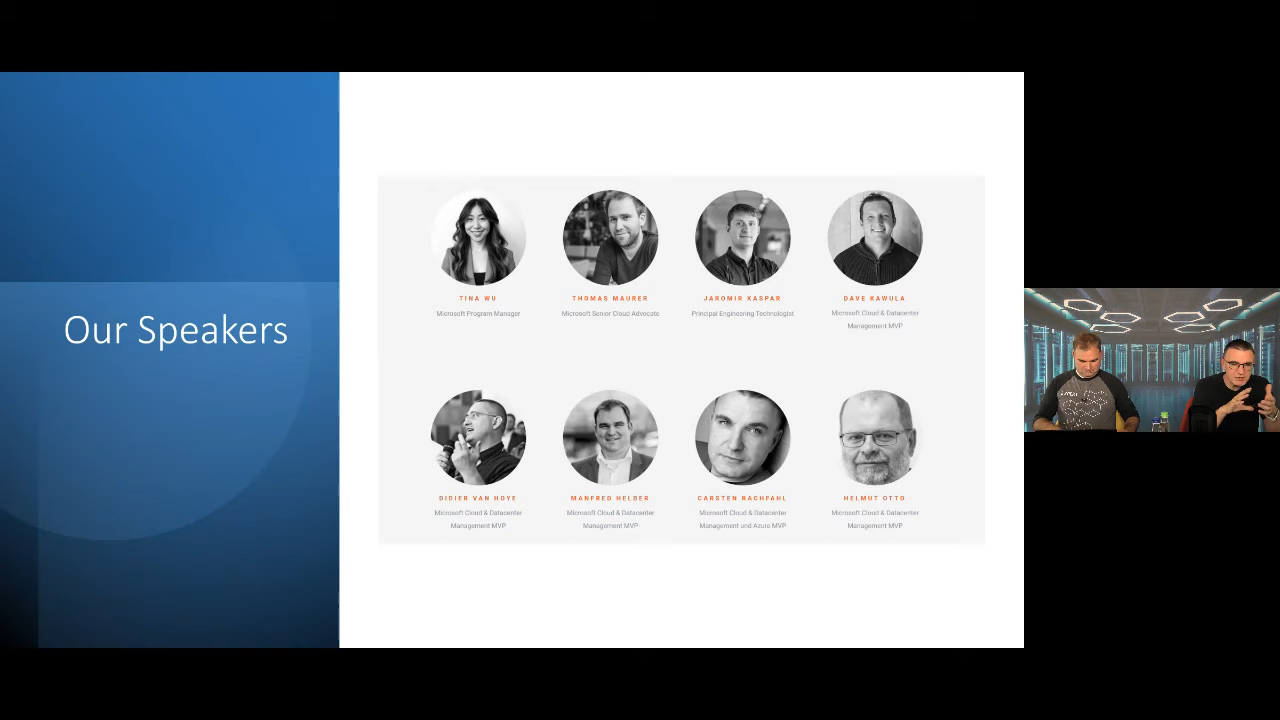 Our Speakers
TINA WU
Microsoft Program Manager
THOMAS MAURER
Microsoft Senior Cloud Advocate
JAROMIR KASPAR
Principal Engineering Technologist
DAVE KAWULA
Microsoft Cloud & Datacenter
Management MVP
DIDIER VAN HOYE
Microsoft Cloud & Datacenter
Management MVP
MANFRED HELBER
Microsoft Cloud & Datacenter
Management MVP
CARSTEN RACHFAHL
Microsoft Cloud & Datacenter
Management und Azure MVP
HELMUT OTTO
Microsoft Cloud & Datacenter
Management MVP